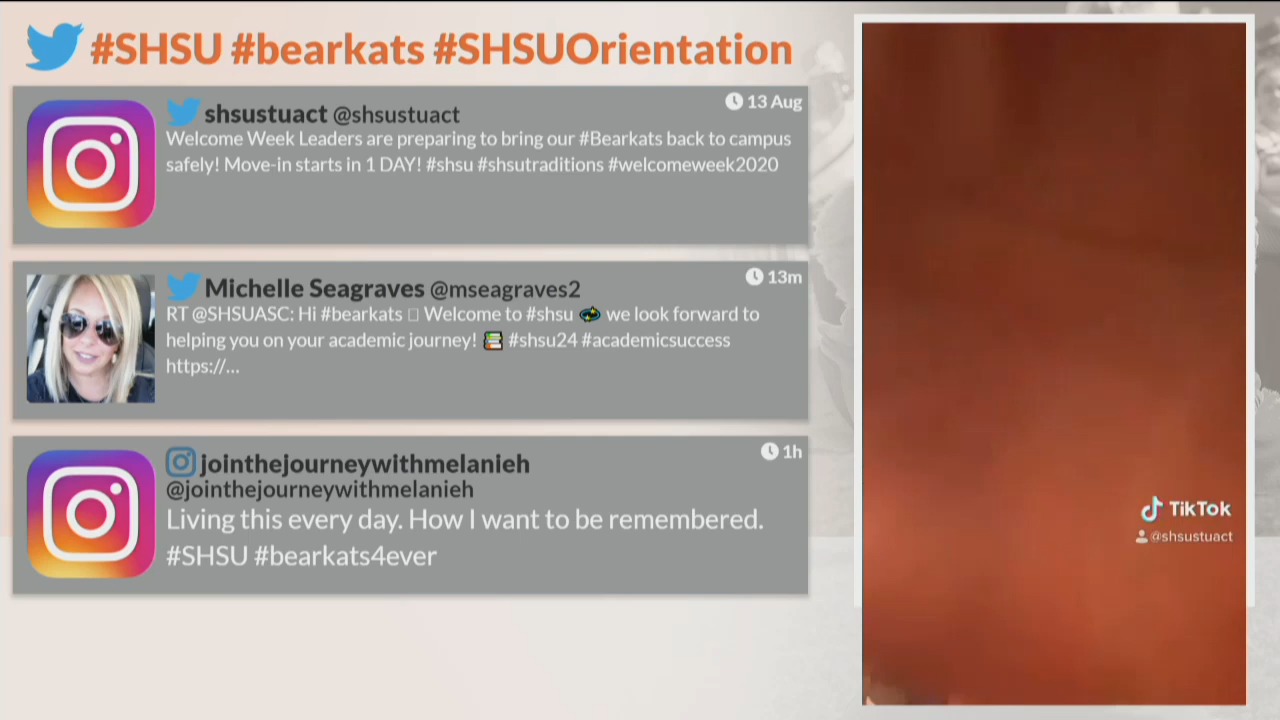 #SHSU #bearkats #SHSUOrientation
shsustuact @shsustuact
13 Aug
Welcome Week Leaders are preparing to bring our #Bearkats back to campus
safely! Move-in starts in 1 DAY! #shsu #shsutraditions #welcomeweek2020
Michelle Seagraves @mseagraves2
13m
RT @SHSUASC: Hi #bearkats □ Welcome to #shsu 💫 we look forward to
helping you on your academic journey! 📚 #shsu24 #academicsuccess
https://...
jointhejourneywithmelanieh
1h
@jointhejourneywithmelanieh
Living this every day. How I want to be remembered.
#SHSU #bearkats4ever
TikTok
@shsustuact